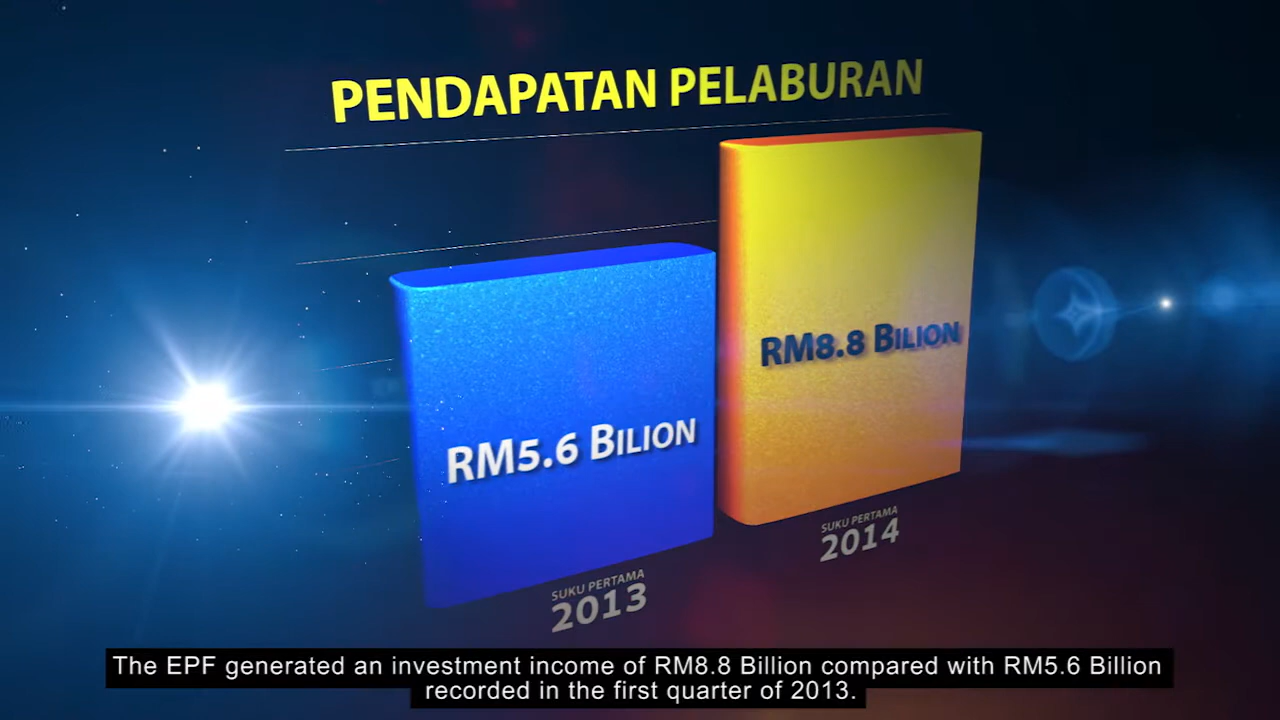 PENDAPATAN PELABURAN
RM5.6 BILION
RM8.8 BILION
SUKU PERTAMA
2013
SUKU PERTAMA
2014
The EPF generated an investment income of RM8.8 Billion compared with RM5.6 Billion
recorded in the first quarter of 2013.